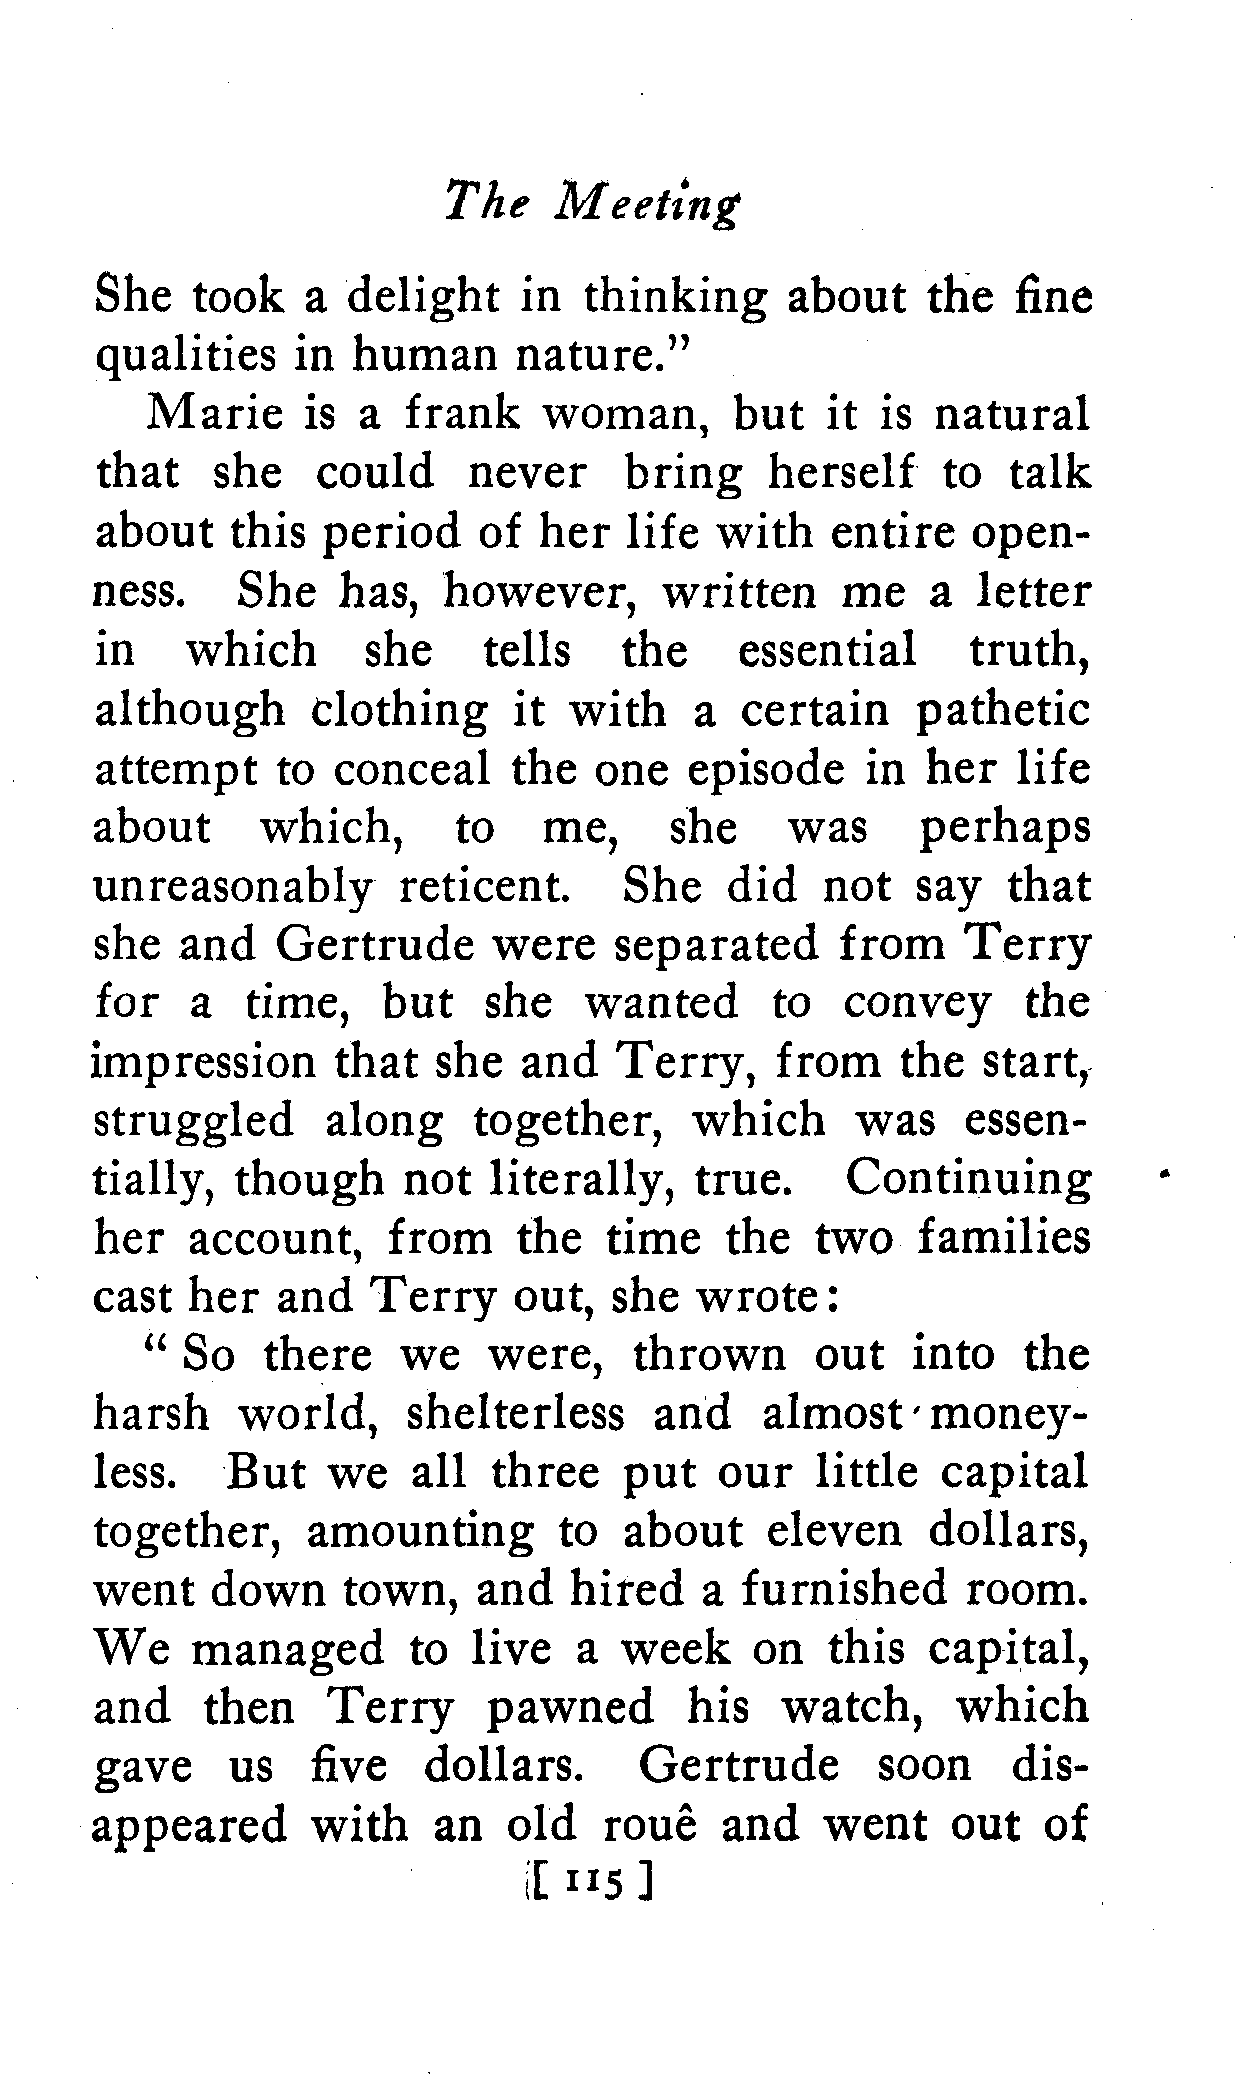 The Meeting
She took a delight in thinking about the fine
qualities in human nature."
Marie is a frank woman, but it is natural
that she could never bring herself to talk
about this period of her life with entire open-
ness. She has, however, written me a letter
in which she tells the essential truth,
although clothing it with a certain pathetic
attempt to conceal the one episode in her life
about which, to me, she was perhaps
unreasonably reticent. She did not say that
she and Gertrude were separated from Terry
for a time, but she wanted to convey the
impression that she and Terry, from the start,
struggled along together, which was essen-
tially, though not literally, true. Continuing
her account, from the time the two families
cast her and Terry out, she wrote:
"So there we were, thrown out into the
harsh world, shelterless and almost money-
less. But we all three put our little capital
together, amounting to about eleven dollars,
went down town, and hired a furnished room.
We managed to live a week on this capital,
and then Terry pawned his watch, which
gave us five dollars. Gertrude soon dis-
appeared with an old rouê and went out of
[ 115 ]